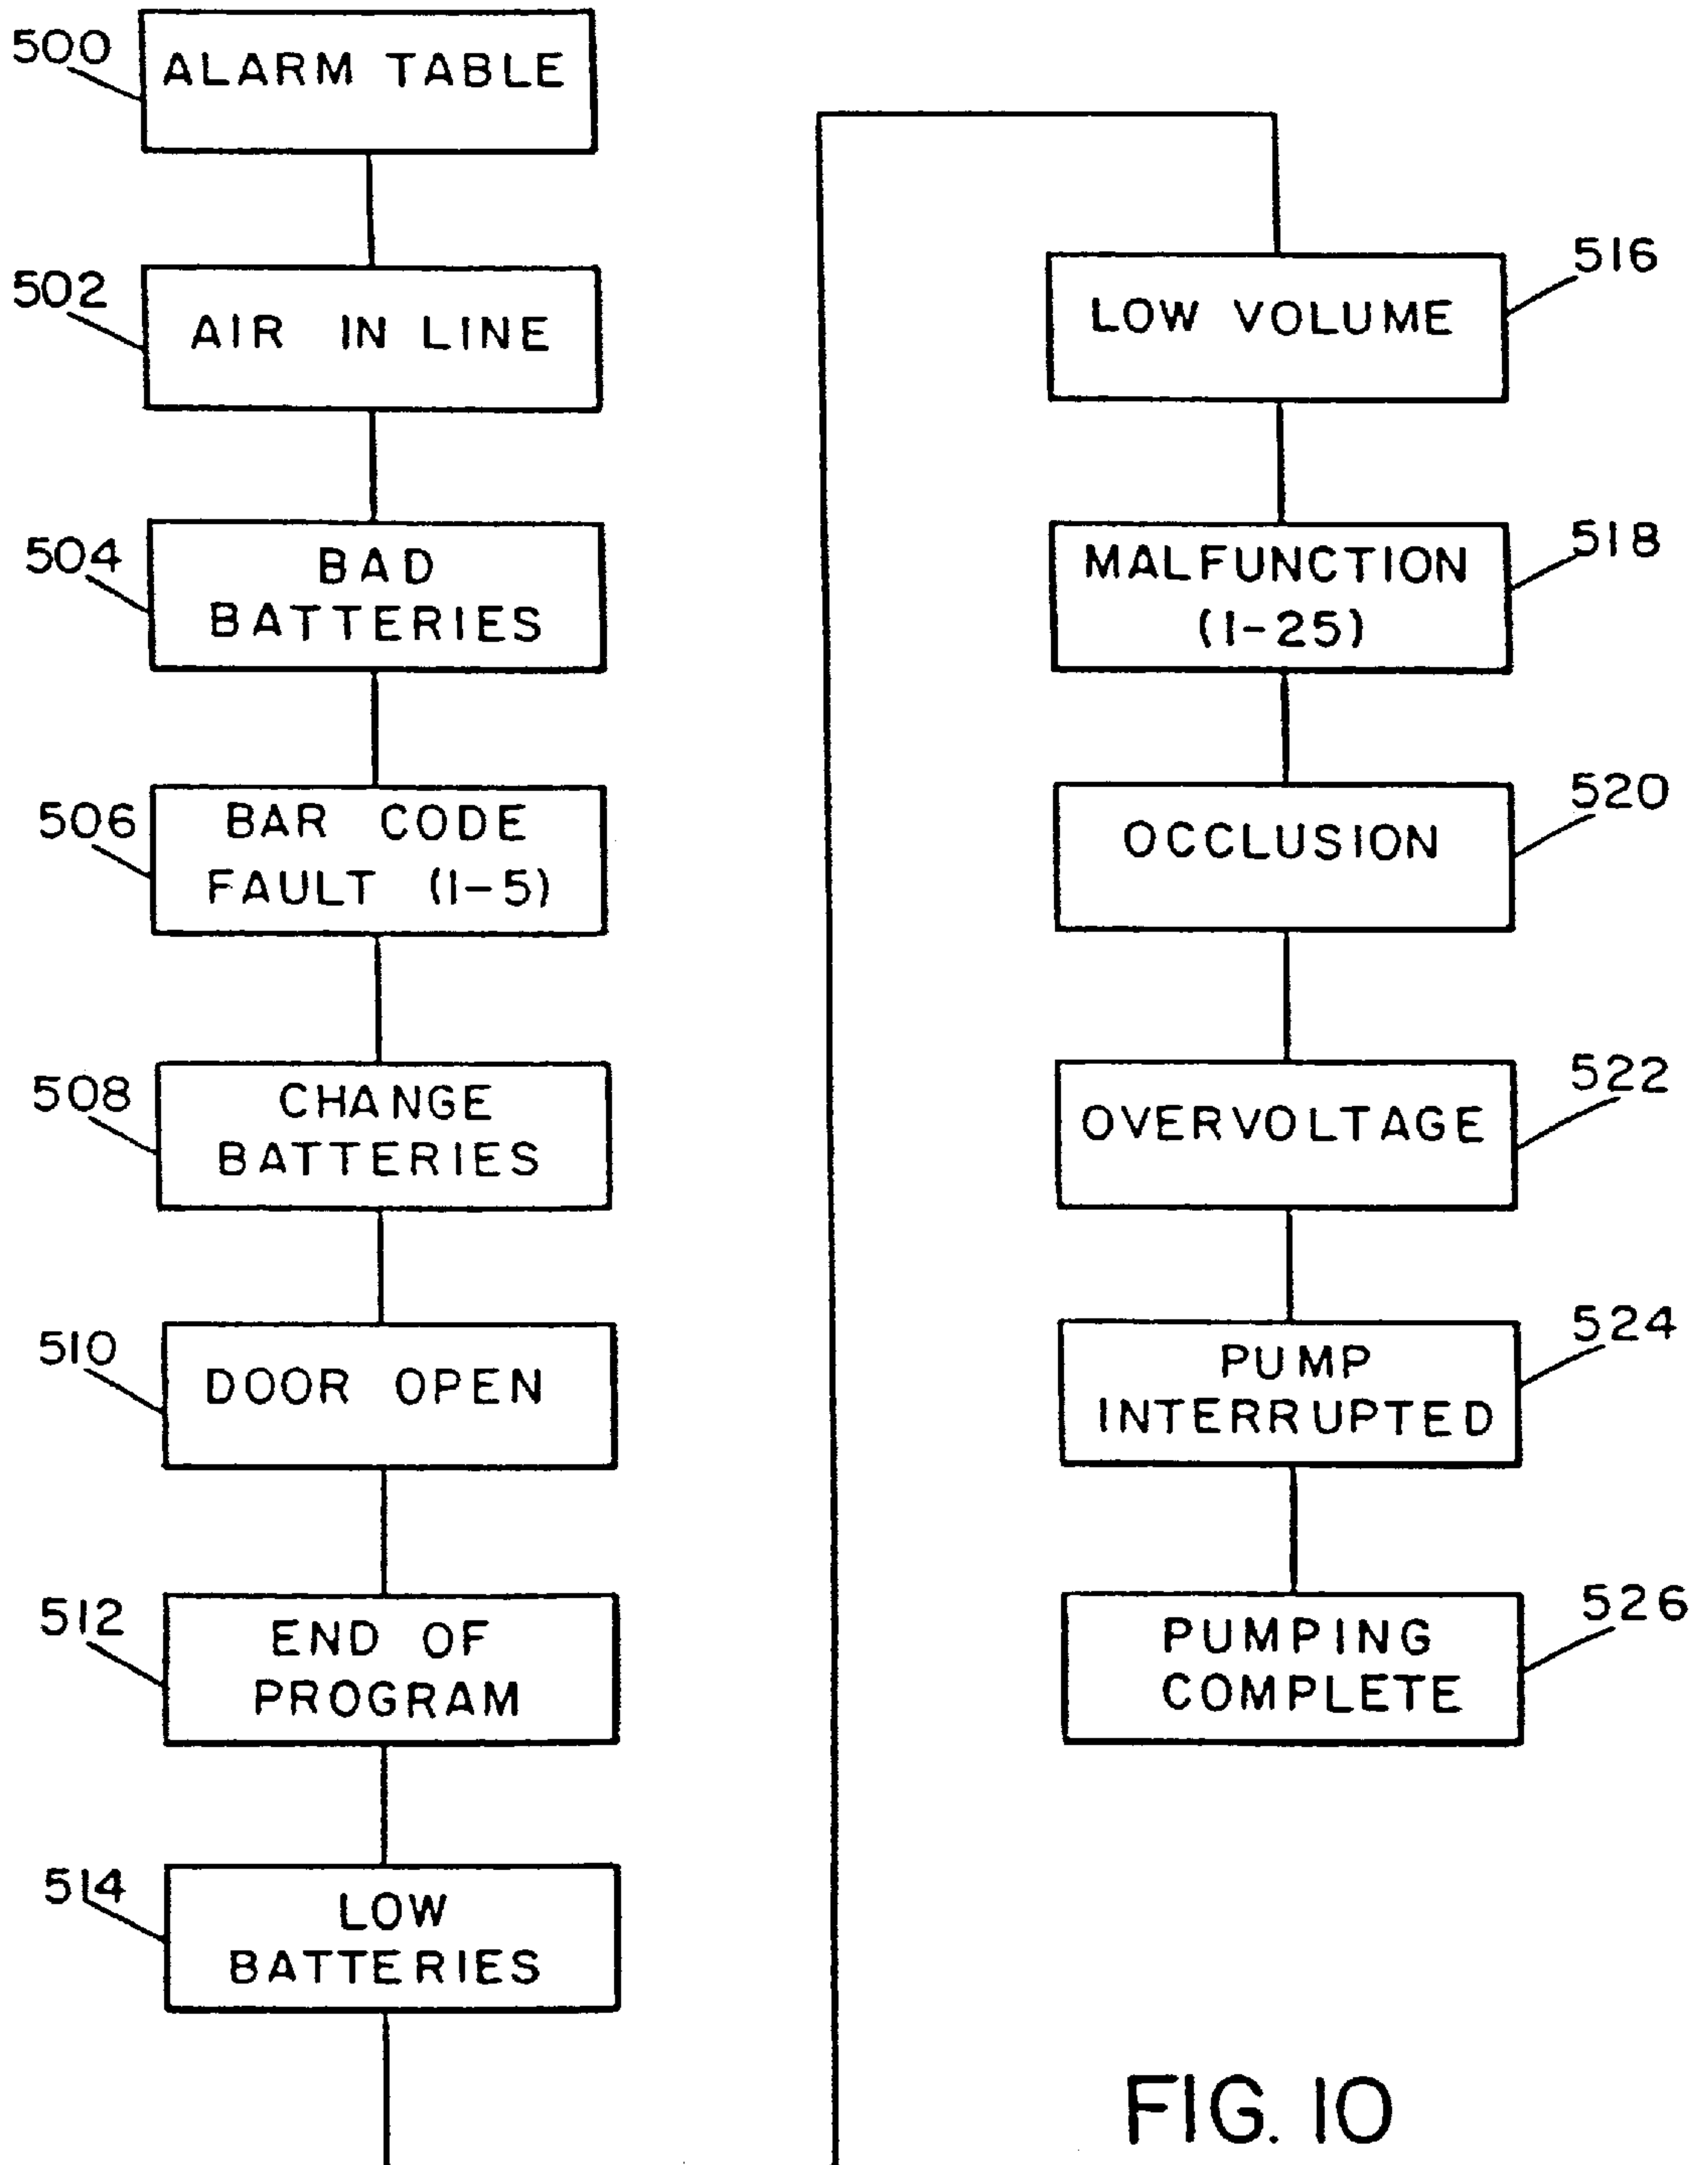 500
ALARM TABLE
502
AIR IN LINE
504
BAD
BATTERIES
506
BAR CODE
FAULT (1-5)
508
CHANGE
BATTERIES
510
DOOR OPEN
512
END OF
PROGRAM
514
LOW
BATTERIES
516
LOW VOLUME
518
MALFUNCTION
(1-25)
520
OCCLUSION
522
OVERVOLTAGE
524
PUMP
INTERRUPTED
526
PUMPING
COMPLETE
FIG. 10